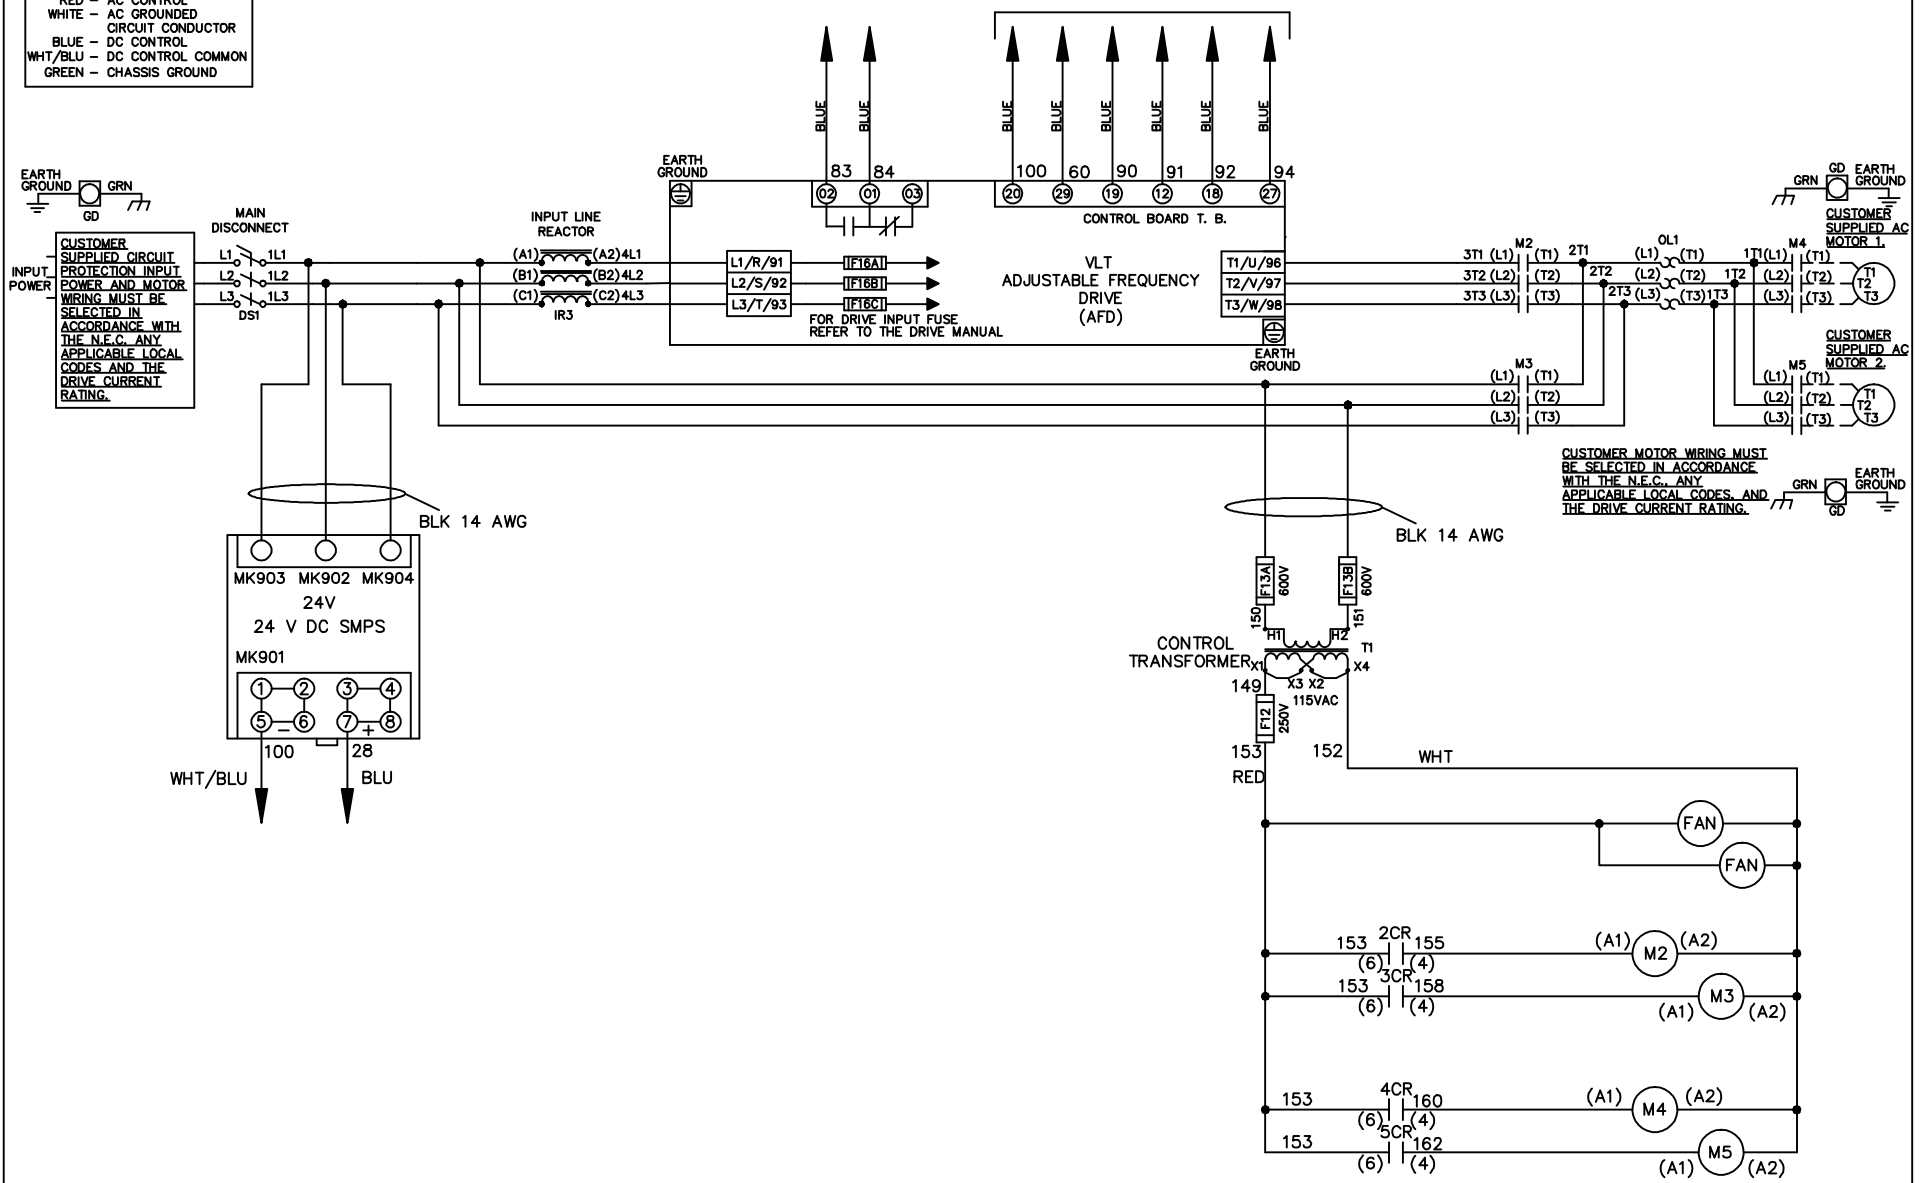 RED – AC CONTROL
WHITE – AC GROUNDED
CIRCUIT CONDUCTOR
BLUE – DC CONTROL
WHT/BLU – DC CONTROL COMMON
GREEN – CHASSIS GROUND
BLUE
BLUE
BLUE
BLUE
BLUE
BLUE
BLUE
BLUE
EARTH
GROUND
GRN
GD
EARTH
GROUND
83 84
02 01 03
100 60 90 91 92 94
20 29 19 12 18 27
CONTROL BOARD T. B.
GD
GRN
EARTH
GROUND
INPUT
POWER
CUSTOMER
SUPPLIED CIRCUIT
PROTECTION INPUT
POWER AND MOTOR
WIRING MUST BE
SELECTED IN
ACCORDANCE WITH
THE N.E.C. ANY
APPLICABLE LOCAL
CODES AND THE
DRIVE CURRENT
RATING.
MAIN
DISCONNECT
L1 1L1
L2 1L2
L3 1L3
DS1
INPUT LINE
REACTOR
(A1) (A2) 4L1
(B1) (B2) 4L2
(C1) (C2) 4L3
IR3
L1/R/91
L2/S/92
L3/T/93
F16A
F16B
F16C
FOR DRIVE INPUT FUSE
REFER TO THE DRIVE MANUAL
VLT
ADJUSTABLE FREQUENCY
DRIVE
(AFD)
T1/U/96
T2/V/97
T3/W/98
EARTH
GROUND
M2
3T1 (L1) (T1) 2T1
3T2 (L2) (T2) 2T2
3T3 (L3) (T3) 2T3
OL1
(L1) (T1) 1T1
(L2) (T2) 1T2
(L3) (T3) 1T3
M4
(L1) (T1)
(L2) (T2)
(L3) (T3)
T1
T2
T3
CUSTOMER
SUPPLIED AC
MOTOR 1.
M3
(L1) (T1)
(L2) (T2)
(L3) (T3)
CUSTOMER
SUPPLIED AC
MOTOR 2.
M5
(L1) (T1)
(L2) (T2)
(L3) (T3)
T1
T2
T3
CUSTOMER MOTOR WIRING MUST
BE SELECTED IN ACCORDANCE
WITH THE N.E.C., ANY
APPLICABLE LOCAL CODES, AND
THE DRIVE CURRENT RATING.
GRN
GD
EARTH
GROUND
BLK 14 AWG
MK903 MK902 MK904
24V
24 V DC SMPS
MK901
1 2 3 4
5 – 6 7 + 8
100 28
WHT/BLU BLU
BLK 14 AWG
F13A 600V
F13B 600V
150 151
H1 H2
T1
CONTROL
TRANSFORMER
X1 X3 X2 X4
115VAC
149
F12 250V
153
RED
152
WHT
FAN
FAN
2CR
153 155
(6) (4)
(A1) M2 (A2)
3CR
153 158
(6) (4)
(A1) M3 (A2)
4CR
153 160
(6) (4)
(A1) M4 (A2)
5CR
153 162
(6) (4)
(A1) M5 (A2)